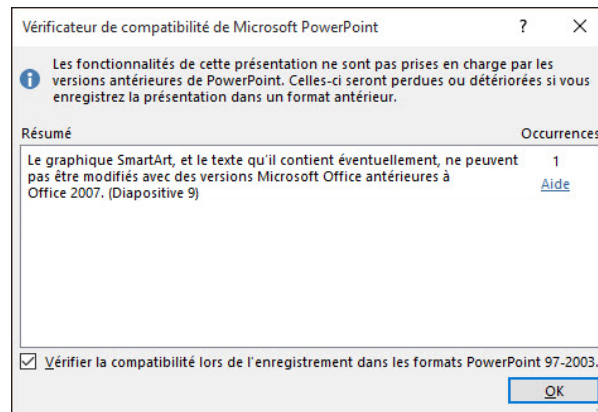 Vérificateur de compatibilité de Microsoft PowerPoint
Les fonctionnalités de cette présentation ne sont pas prises en charge par les
versions antérieures de PowerPoint. Celles-ci seront perdues ou détériorées si vous
enregistrez la présentation dans un format antérieur.
Résumé Occurrences
Le graphique SmartArt, et le texte qu'il contient éventuellement, ne peuvent 1
pas être modifiés avec des versions Microsoft Office antérieures à Aide
Office 2007. (Diapositive 9)
Vérifier la compatibilité lors de l'enregistrement dans les formats PowerPoint 97-2003.
OK